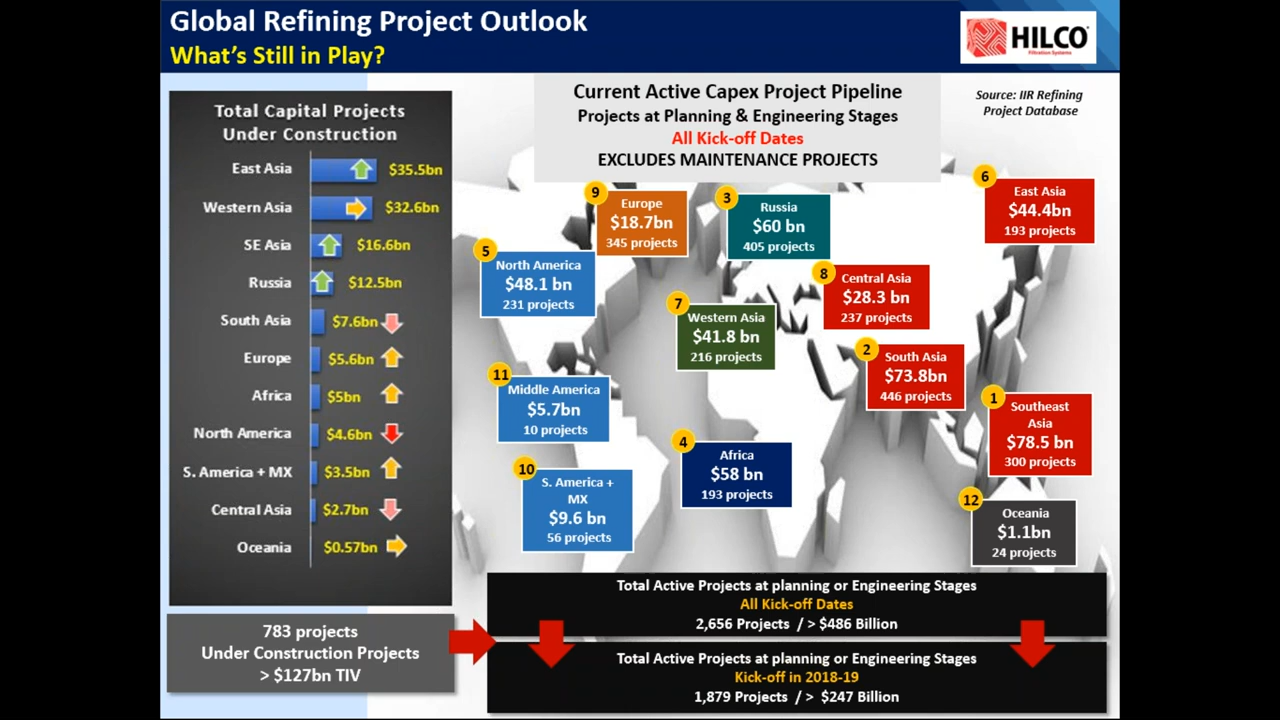 Global Refining Project Outlook
What's Still in Play?
HILCO
Filtration Systems
Total Capital Projects
Under Construction
East Asia $35.5bn
Western Asia $32.6bn
SE Asia $16.6bn
Russia $12.5bn
South Asia $7.6bn
Europe $5.6bn
Africa $5bn
North America $4.6bn
S. America + MX $3.5bn
Central Asia $2.7bn
Oceania $0.57bn
783 projects
Under Construction Projects
> $127bn TIV
Current Active Capex Project Pipeline
Projects at Planning & Engineering Stages
All Kick-off Dates
EXCLUDES MAINTENANCE PROJECTS
Source: IIR Refining
Project Database
9
Europe
$18.7bn
345 projects
3
Russia
$60 bn
405 projects
6
East Asia
$44.4bn
193 projects
5
North America
$48.1 bn
231 projects
8
Central Asia
$28.3 bn
237 projects
7
Western Asia
$41.8 bn
216 projects
2
South Asia
$73.8bn
446 projects
11
Middle America
$5.7bn
10 projects
1
Southeast
Asia
$78.5 bn
300 projects
4
Africa
$58 bn
193 projects
10
S. America +
MX
$9.6 bn
56 projects
12
Oceania
$1.1bn
24 projects
Total Active Projects at planning or Engineering Stages
All Kick-off Dates
2,656 Projects / > $486 Billion
Total Active Projects at planning or Engineering Stages
Kick-off in 2018-19
1,879 Projects / > $247 Billion